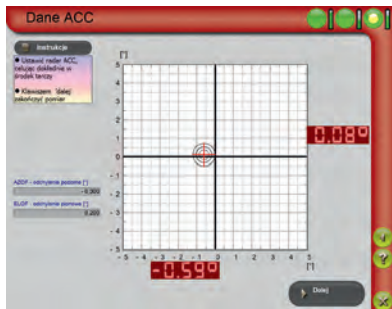 Dane ACC
Instrukcje
● Ustawić radar ACC,
celując dokładnie w
środek tarczy
● Klawiszem 'dalej'
zakończyć pomiar
[°]
5
4
3
2
1
0
-1
-2
-3
-4
-5
-5 -4 -3 -2 -1 0 1 2 3 4 5
[°]
0.08°
-0.59°
AZOF - odchylenie poziome [°]
-0.300
ELOF - odchylenie pionowe [°]
0.200
Dalej
i
?